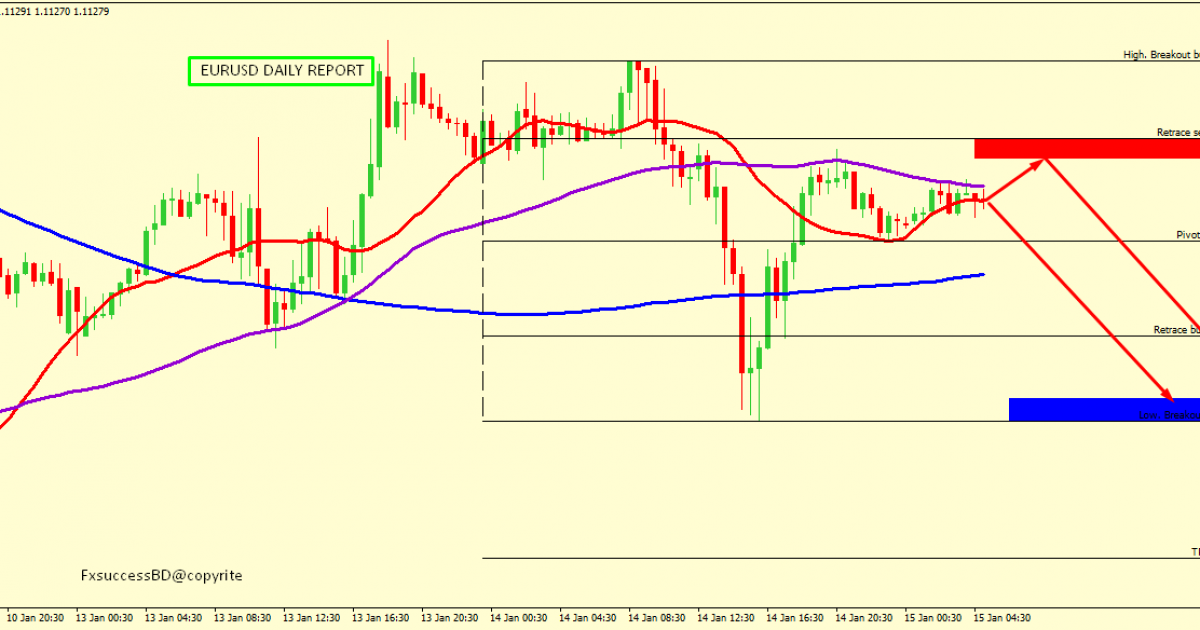 .11291 1.11270 1.11279
High. Breakout b
EURUSD DAILY REPORT
Retrace se
Pivot
Retrace bu
Low. Breakou
FxsuccessBD@copyrite
10 Jan 20:30 13 Jan 00:30 13 Jan 04:30 13 Jan 08:30 13 Jan 12:30 13 Jan 16:30 13 Jan 20:30 14 Jan 00:30 14 Jan 04:30 14 Jan 08:30 14 Jan 12:30 14 Jan 16:30 14 Jan 20:30 15 Jan 00:30 15 Jan 04:30